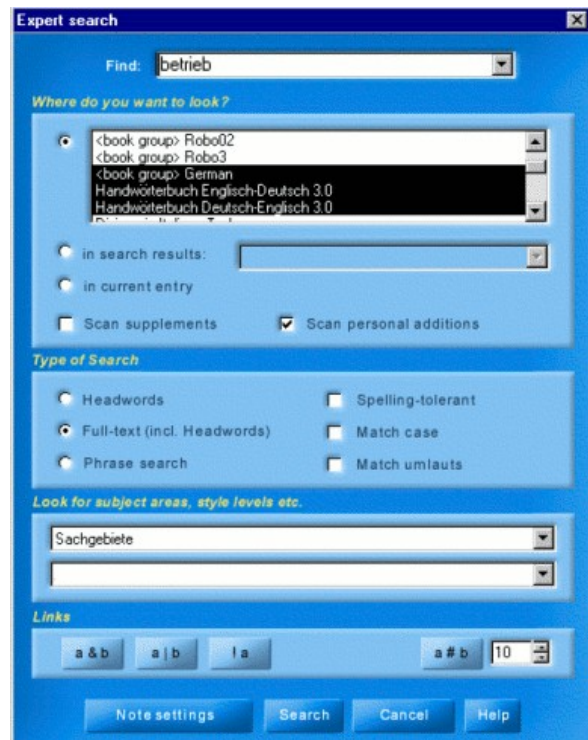 Expert search
Find: betrieb
Where do you want to look?
<book group> Robo02
<book group> Robo3
<book group> German
Handwörterbuch Englisch-Deutsch 3.0
Handwörterbuch Deutsch-Englisch 3.0
in search results:
in current entry
Scan supplements Scan personal additions
Type of Search
Headwords Spelling-tolerant
Full-text (incl. Headwords) Match case
Phrase search Match umlauts
Look for subject areas, style levels etc.
Sachgebiete
Links
a & b a | b ! a a # b 10
Note settings Search Cancel Help